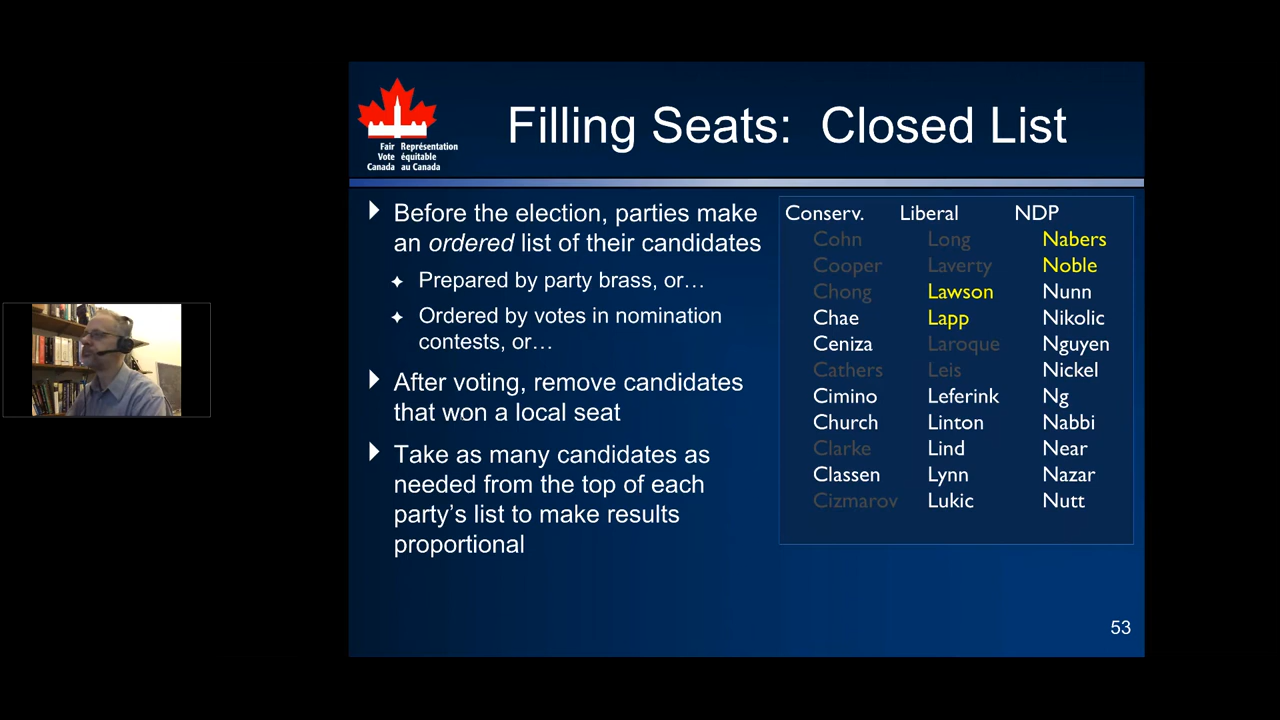 Fair Représentation
Vote équitable
Canada au Canada
Filling Seats: Closed List
Before the election, parties make
an ordered list of their candidates
Prepared by party brass, or…
Ordered by votes in nomination
contests, or…
After voting, remove candidates
that won a local seat
Take as many candidates as
needed from the top of each
party’s list to make results
proportional
Conserv. Liberal NDP
Cohn Long Nabers
Cooper Laverty Noble
Chong Lawson Nunn
Chae Lapp Nikolic
Ceniza Laroque Nguyen
Cathers Leis Nickel
Cimino Leferink Ng
Church Linton Nabbi
Clarke Lind Near
Classen Lynn Nazar
Cizmarov Lukic Nutt
53